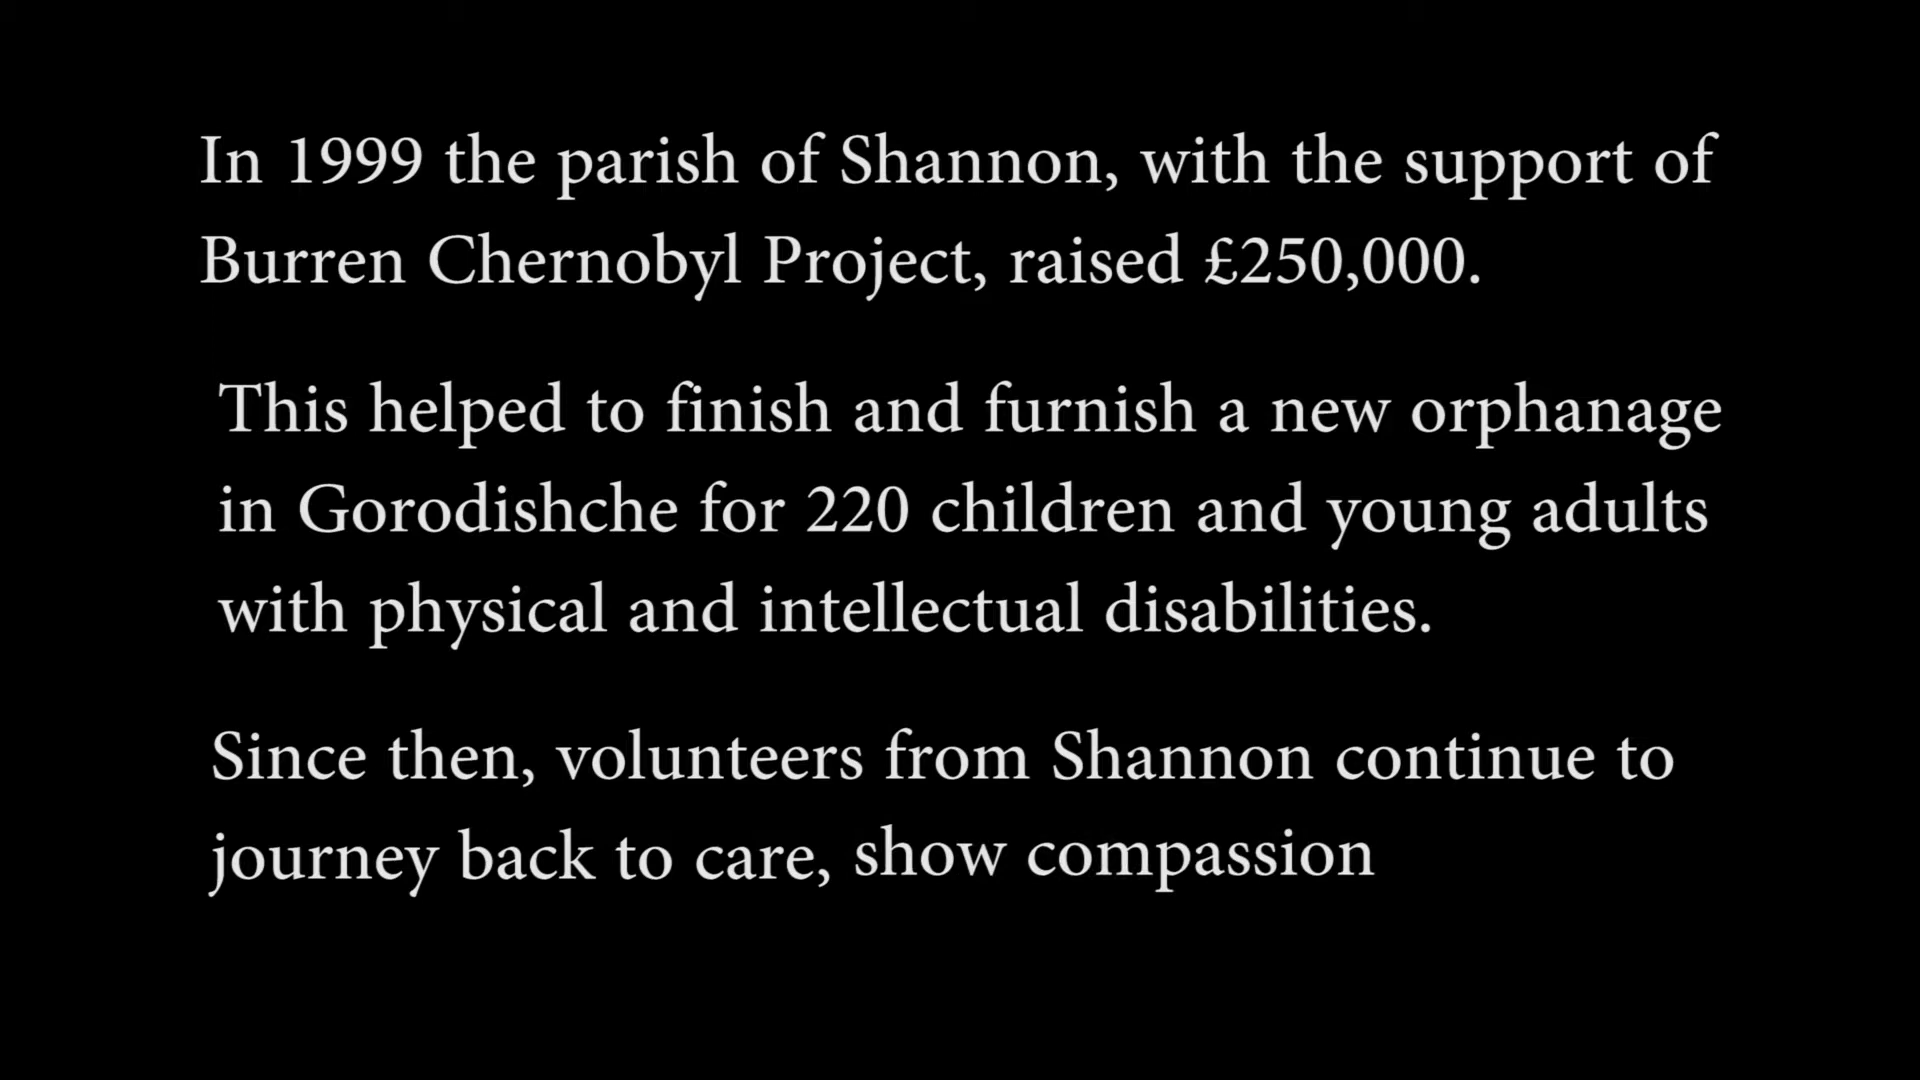 In 1999 the parish of Shannon, with the support of
Burren Chernobyl Project, raised £250,000.
This helped to finish and furnish a new orphanage
in Gorodishche for 220 children and young adults
with physical and intellectual disabilities.
Since then, volunteers from Shannon continue to
journey back to care, show compassion